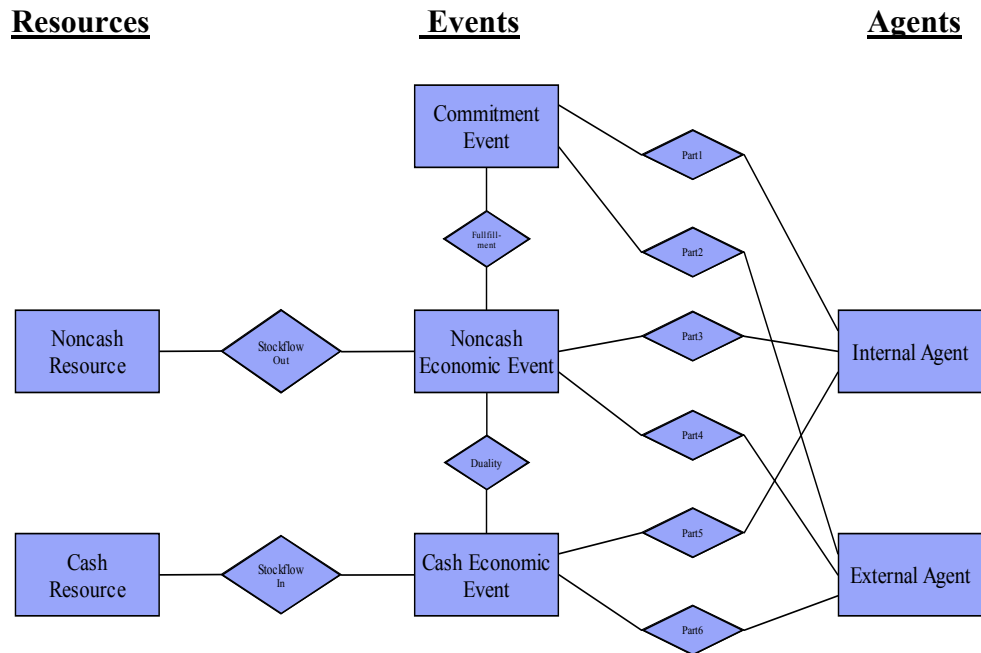 Resources
Events
Agents
Commitment
Event
Part1
Fullfill-
ment
Part2
Noncash
Resource
Stockflow
Out
Noncash
Economic Event
Part3
Internal Agent
Part4
Duality
Cash
Resource
Stockflow
In
Cash Economic
Event
Part5
External Agent
Part6